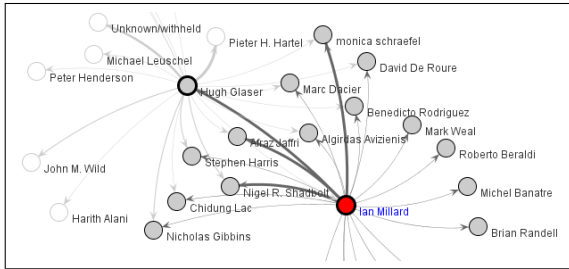 Unknown/withheld
Pieter H. Hartel
monica schraefel
Michael Leuschel
David De Roure
Peter Henderson
Hugh Glaser
Marc Dacier
Benedicto Rodriguez
Mark Weal
Afraz Jaffri
Algirdas Avizienis
Roberto Beraldi
Stephen Harris
John M. Wild
Nigel R. Shadbolt
Michel Banatre
Chidung Lac
Ian Millard
Harith Alani
Nicholas Gibbins
Brian Randell